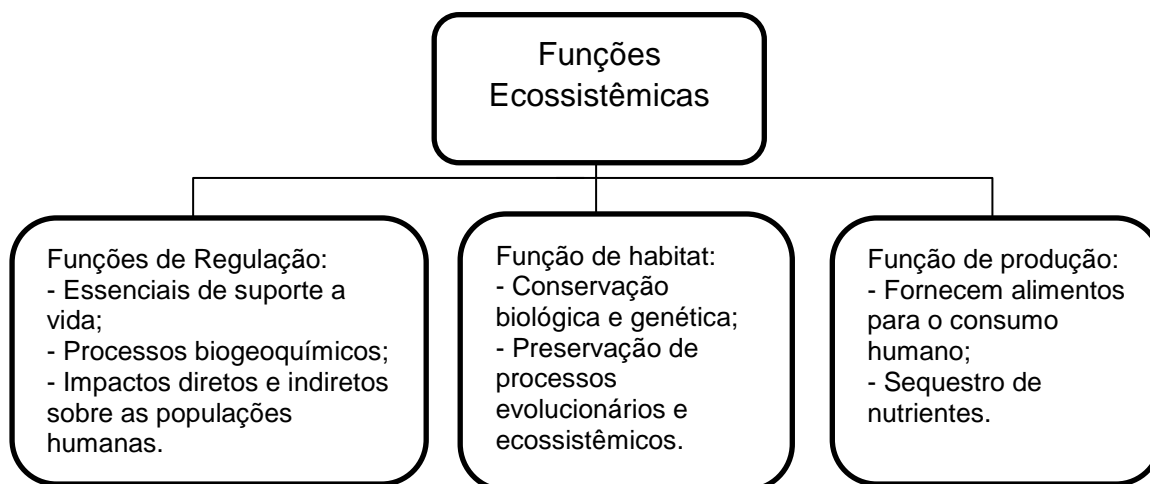 Funções
Ecossistêmicas
Funções de Regulação:
- Essenciais de suporte a
vida;
- Processos biogeoquímicos;
- Impactos diretos e indiretos
sobre as populações
humanas.
Função de habitat:
- Conservação
biológica e genética;
- Preservação de
processos
evolucionários e
ecossistêmicos.
Função de produção:
- Fornecem alimentos
para o consumo
humano;
- Sequestro de
nutrientes.